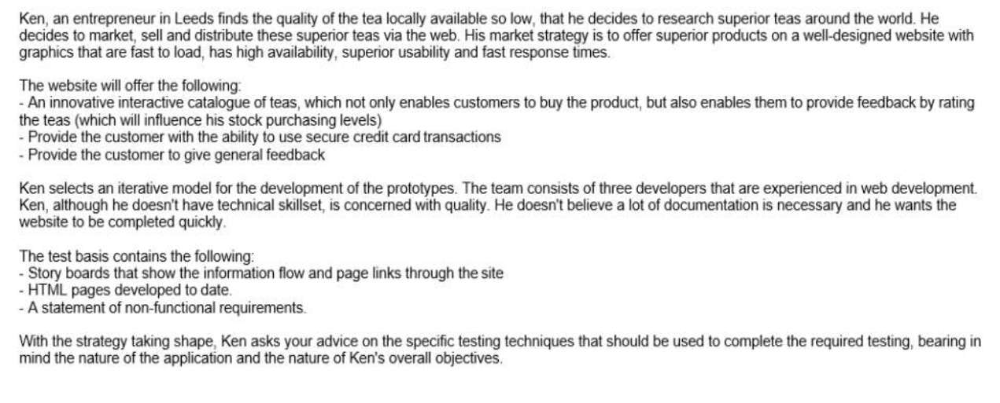 Ken, an entrepreneur in Leeds finds the quality of the tea locally available so low, that he decides to research superior teas around the world. He
decides to market, sell and distribute these superior teas via the web. His market strategy is to offer superior products on a well-designed website with
graphics that are fast to load, has high availability, superior usability and fast response times.
The website will offer the following:
- An innovative interactive catalogue of teas, which not only enables customers to buy the product, but also enables them to provide feedback by rating
the teas (which will influence his stock purchasing levels)
- Provide the customer with the ability to use secure credit card transactions
- Provide the customer to give general feedback
Ken selects an iterative model for the development of the prototypes. The team consists of three developers that are experienced in web development.
Ken, although he doesn't have technical skillset, is concerned with quality. He doesn't believe a lot of documentation is necessary and he wants the
website to be completed quickly.
The test basis contains the following:
- Story boards that show the information flow and page links through the site
- HTML pages developed to date.
- A statement of non-functional requirements.
With the strategy taking shape, Ken asks your advice on the specific testing techniques that should be used to complete the required testing, bearing in
mind the nature of the application and the nature of Ken's overall objectives.